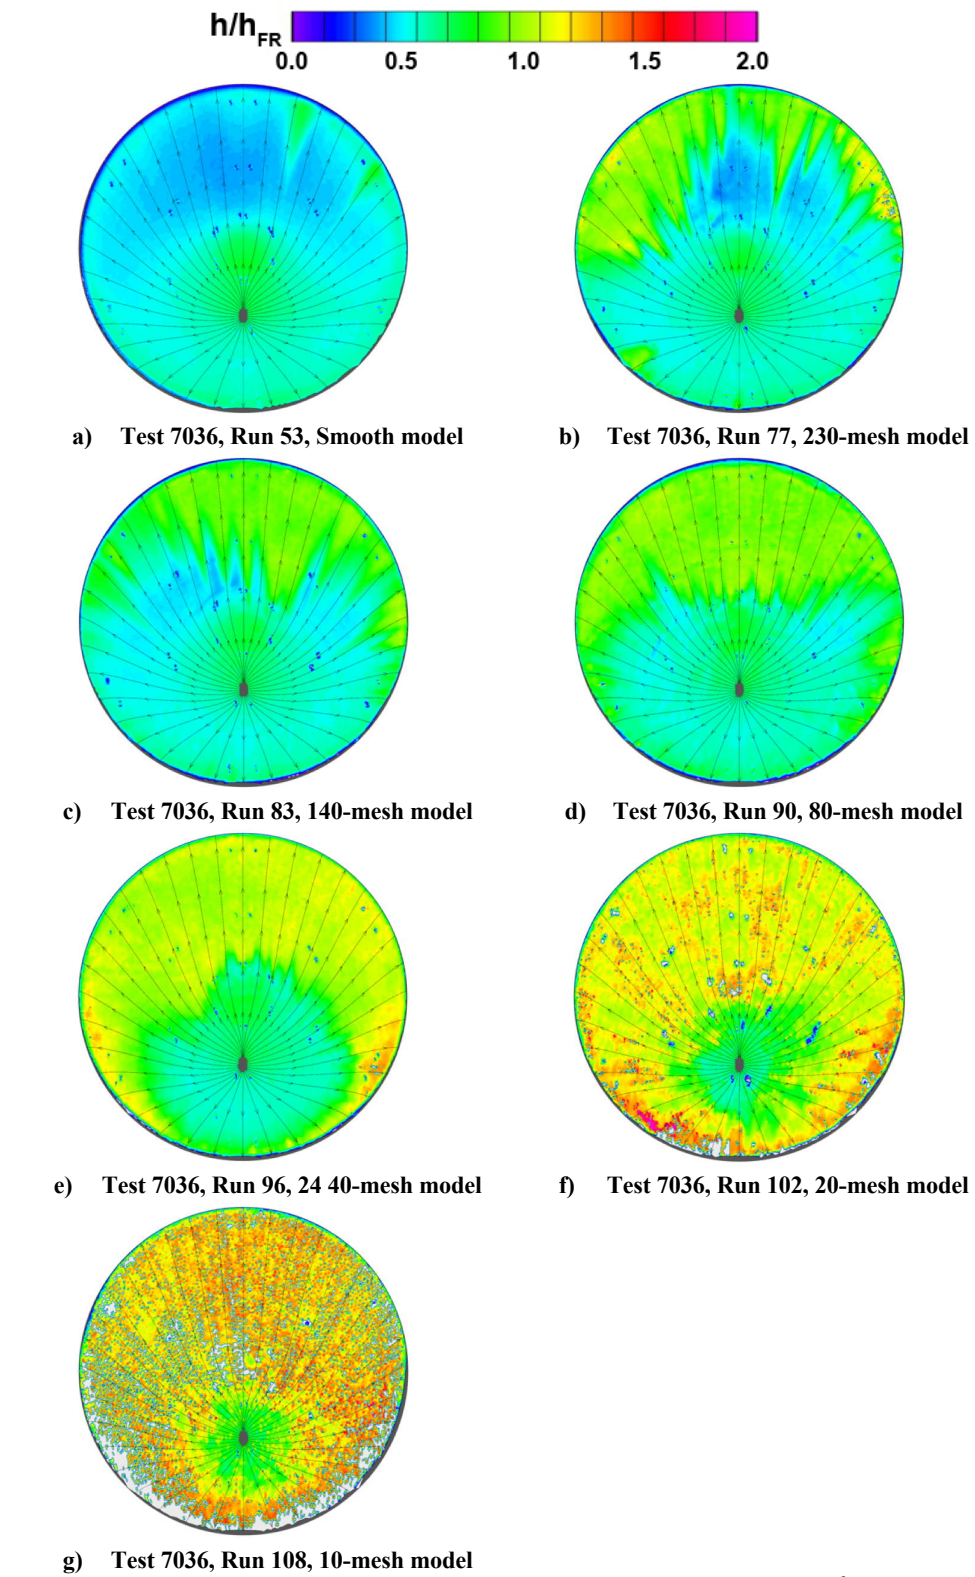 h/hFR
0.0 0.5 1.0 1.5 2.0
a) Test 7036, Run 53, Smooth model
b) Test 7036, Run 77, 230-mesh model
c) Test 7036, Run 83, 140-mesh model
d) Test 7036, Run 90, 80-mesh model
e) Test 7036, Run 96, 24 40-mesh model
f) Test 7036, Run 102, 20-mesh model
g) Test 7036, Run 108, 10-mesh model